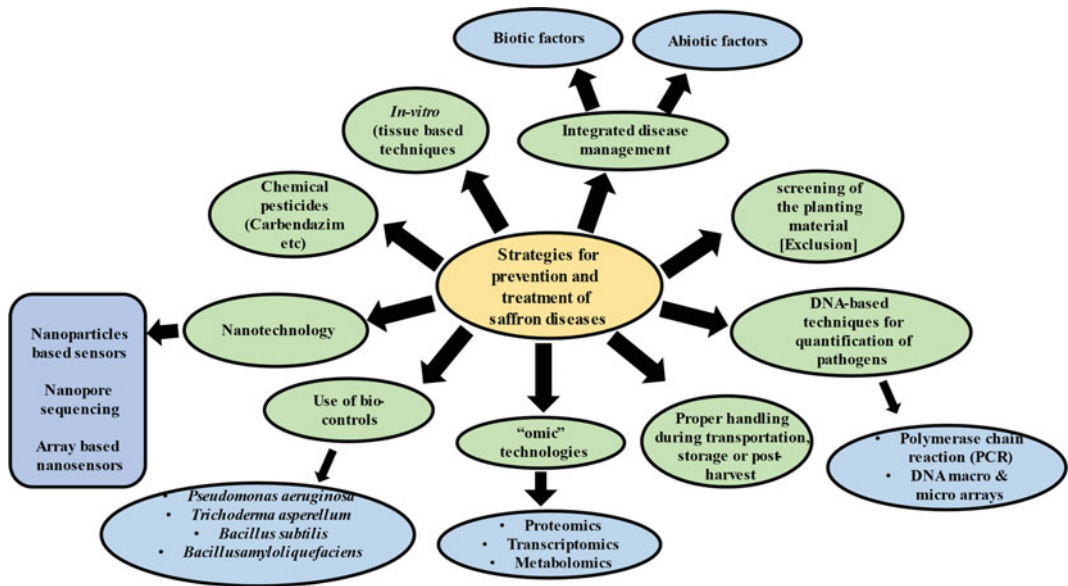 Biotic factors
Abiotic factors
In-vitro
(tissue based
techniques
Integrated disease
management
Chemical
pesticides
(Carbendazim
etc)
screening of
the planting
material
[Exclusion]
Strategies for
prevention and
treatment of
saffron diseases
Nanoparticles
based sensors
Nanopore
sequencing
Array based
nanosensors
Nanotechnology
DNA-based
techniques for
quantification of
pathogens
Use of bio-
controls
“omic”
technologies
Proper handling
during transportation,
storage or post-
harvest
• Polymerase chain
reaction (PCR)
• DNA macro &
micro arrays
• Pseudomonas aeruginosa
• Trichoderma asperellum
• Bacillus subtilis
• Bacillusamyloliquefaciens
• Proteomics
• Transcriptomics
• Metabolomics